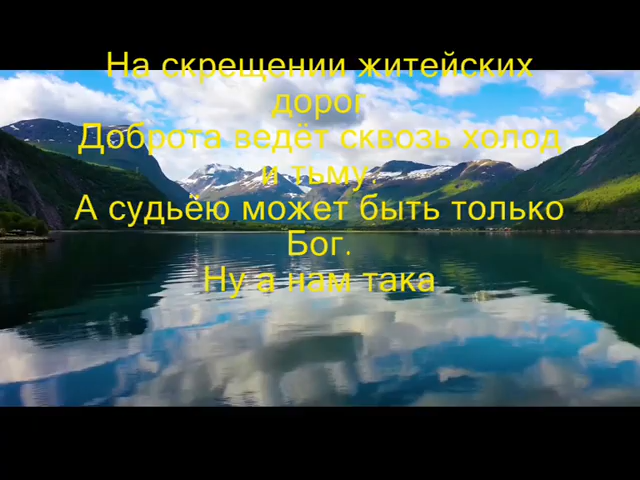 На скрещении житейских
дорог
Доброта ведёт сквозь холод
и тьму.
А судьёю может быть только
Бог.
Ну а нам така